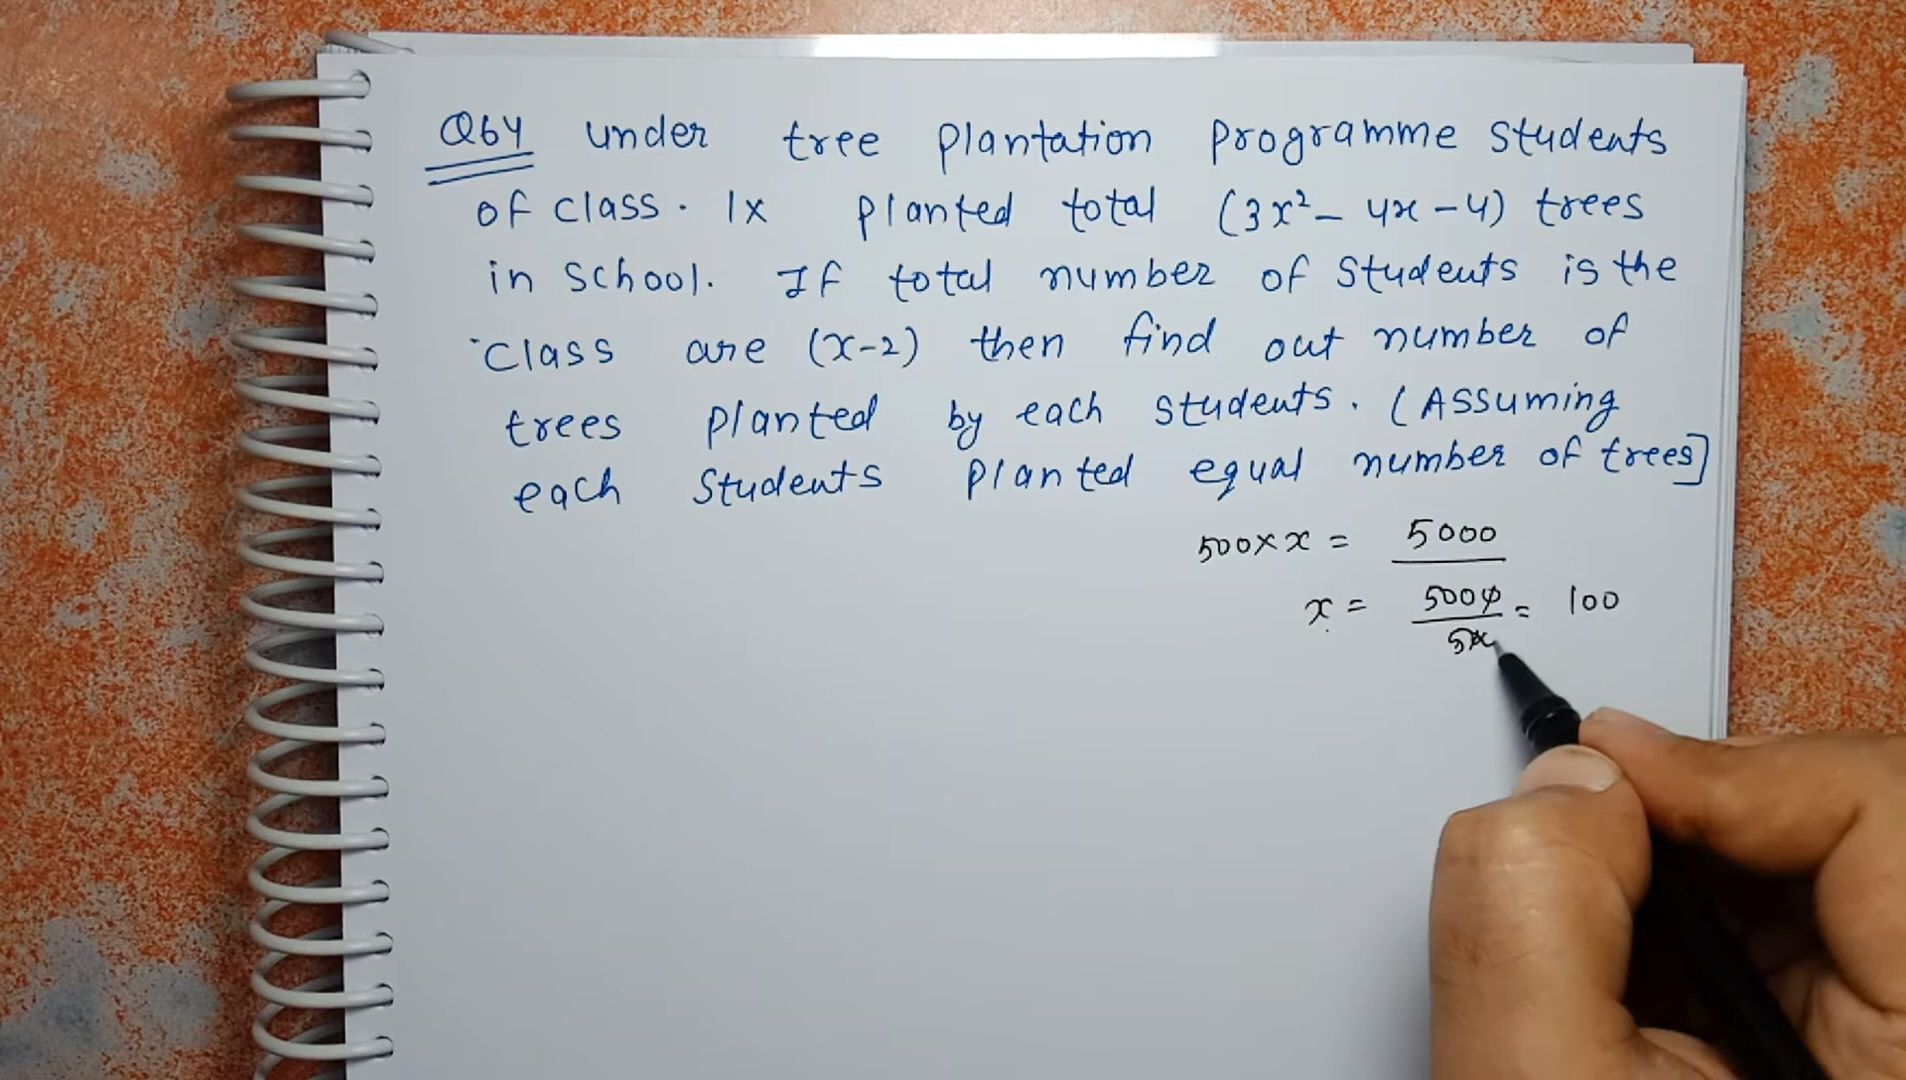 Q64 under tree plantation programme students
of class. IX planted total (3x² - 4x - 4) trees
in school. If total number of students is the
class are (x-2) then find out number of
trees planted by each students. (Assuming
each students planted equal number of trees]
500 × x = 5000
x = 5000 = 100